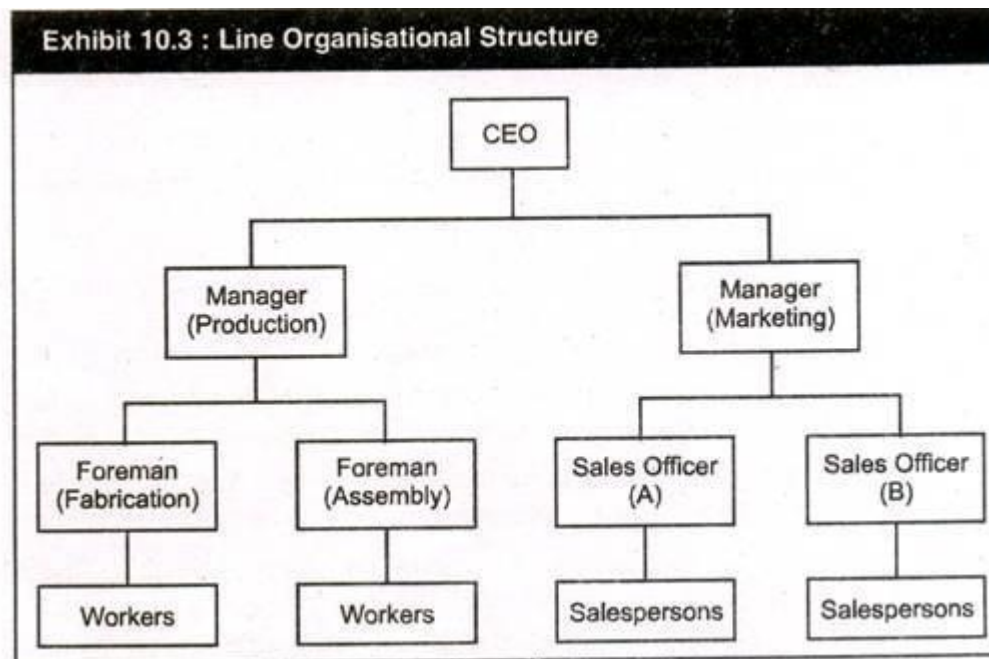 Exhibit 10.3 : Line Organisational Structure
CEO
Manager
(Production)
Manager
(Marketing)
Foreman
(Fabrication)
Foreman
(Assembly)
Sales Officer
(A)
Sales Officer
(B)
Workers
Workers
Salespersons
Salespersons